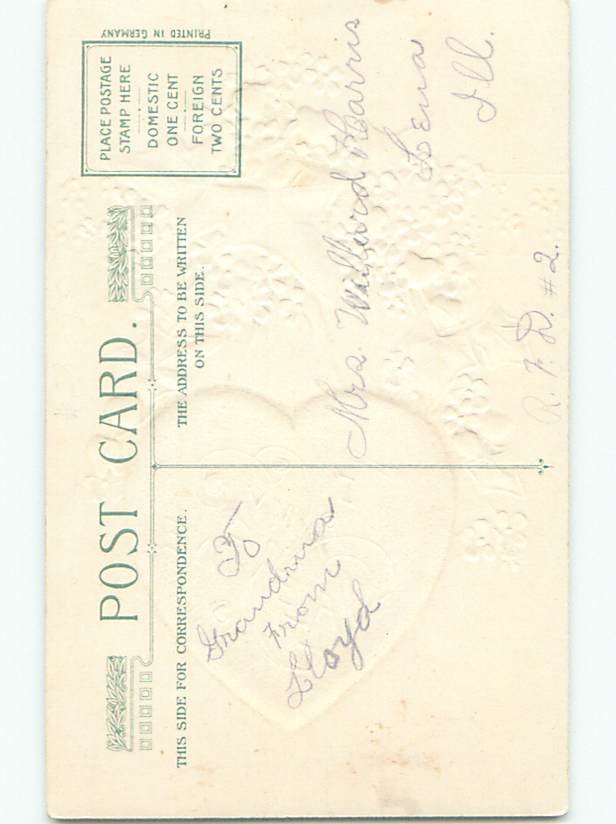 POST CARD.
PRINTED IN GERMANY
PLACE POSTAGE
STAMP HERE
DOMESTIC
ONE CENT
FOREIGN
TWO CENTS
THIS SIDE FOR CORRESPONDENCE.
THE ADDRESS TO BE WRITTEN
ON THIS SIDE.
To
Grandma
From
Lloyd
Mrs. Willard Harris
Lena
Ill.
R. F. D. #2.